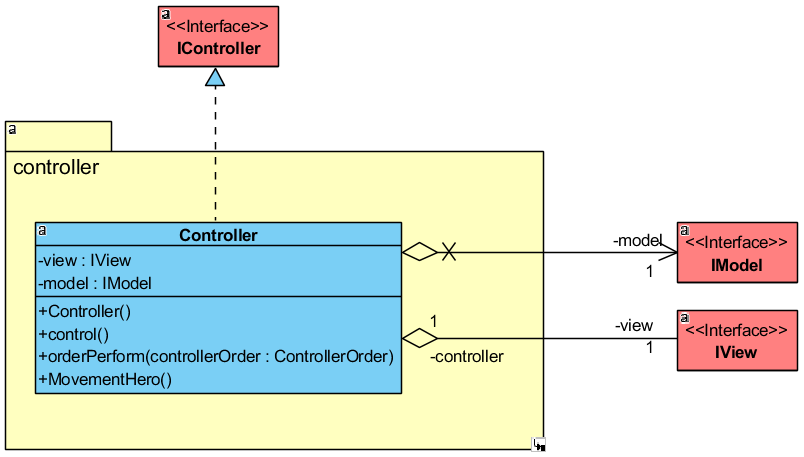 a
<<Interface>>
IController
a
controller
a
Controller
-view : IView
-model : IModel
+Controller()
+control()
+orderPerform(controllerOrder : ControllerOrder)
+MovementHero()
-model
1
a
<<Interface>>
IModel
1
-controller
-view
1
a
<<Interface>>
IView